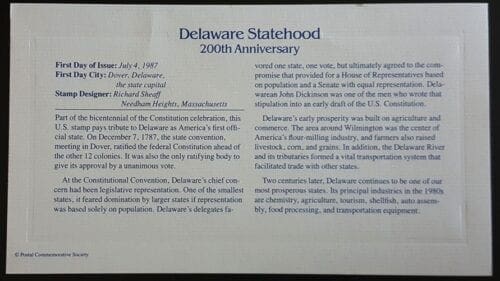 Delaware Statehood
200th Anniversary
First Day of Issue: July 4, 1987
First Day City: Dover, Delaware,
the state capital
Stamp Designer: Richard Sheaff
Needham Heights, Massachusetts
Part of the bicentennial of the Constitution celebration, this
U.S. stamp pays tribute to Delaware as America's first offi-
cial state. On December 7, 1787, the state convention,
meeting in Dover, ratified the federal Constitution ahead of
the other 12 colonies. It was also the only ratifying body to
give its approval by a unanimous vote.
At the Constitutional Convention, Delaware's chief con-
cern had been legislative representation. One of the smallest
states, it feared domination by larger states if representation
was based solely on population. Delaware's delegates fa-
vored one state, one vote, but ultimately agreed to the com-
promise that provided for a House of Representatives based
on population and a Senate with equal representation. Dela-
warean John Dickinson was one of the men who wrote that
stipulation into an early draft of the U.S. Constitution.
Delaware's early prosperity was built on agriculture and
commerce. The area around Wilmington was the center of
America's flour-milling industry, and farmers also raised
livestock, corn, and grains. In addition, the Delaware River
and its tributaries formed a vital transportation system that
facilitated trade with other states.
Two centuries later, Delaware continues to be one of our
most prosperous states. Its principal industries in the 1980s
are chemistry, agriculture, tourism, shellfish, auto assem-
bly, food processing, and transportation equipment.
© Postal Commemorative Society